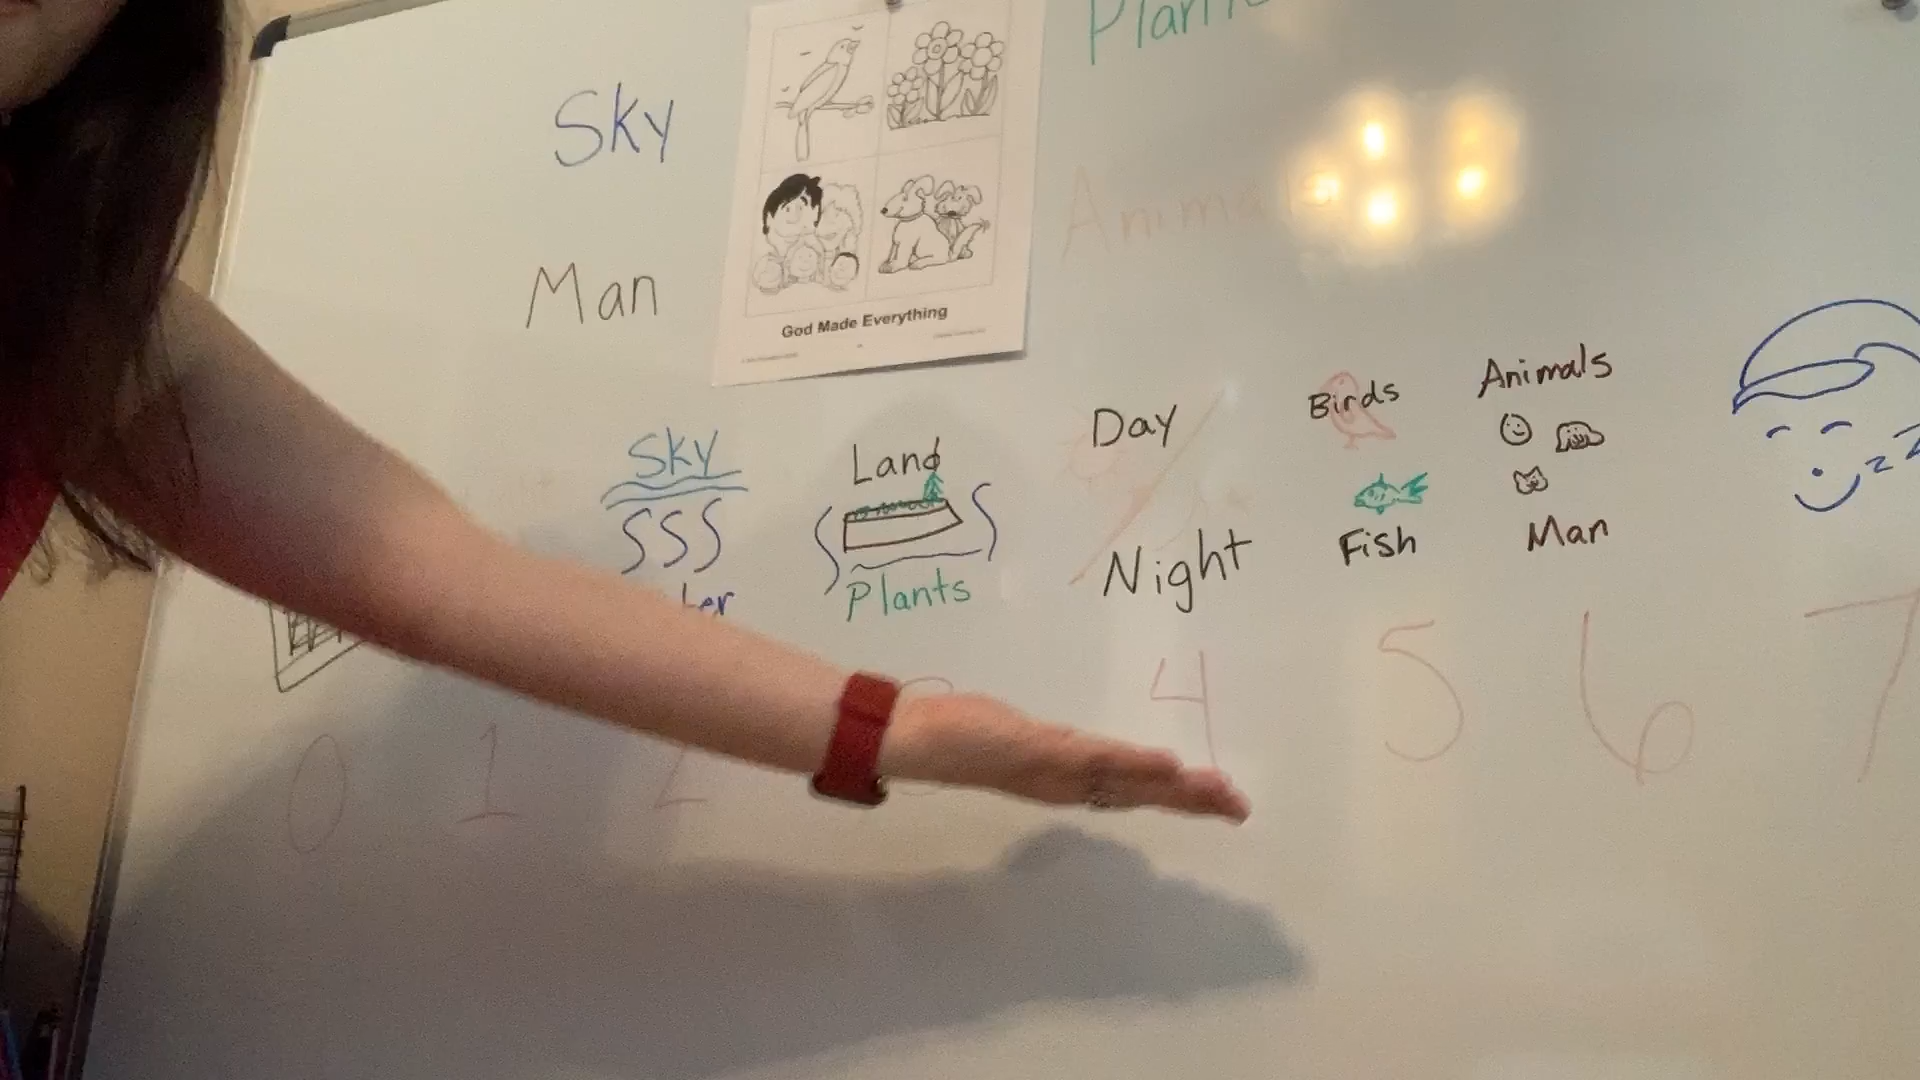 Sky
Man
God Made Everything
Sky
Land
Plants
Day
Night
Birds
Fish
Animals
Man
z z
0 1 2 4 5 6 7